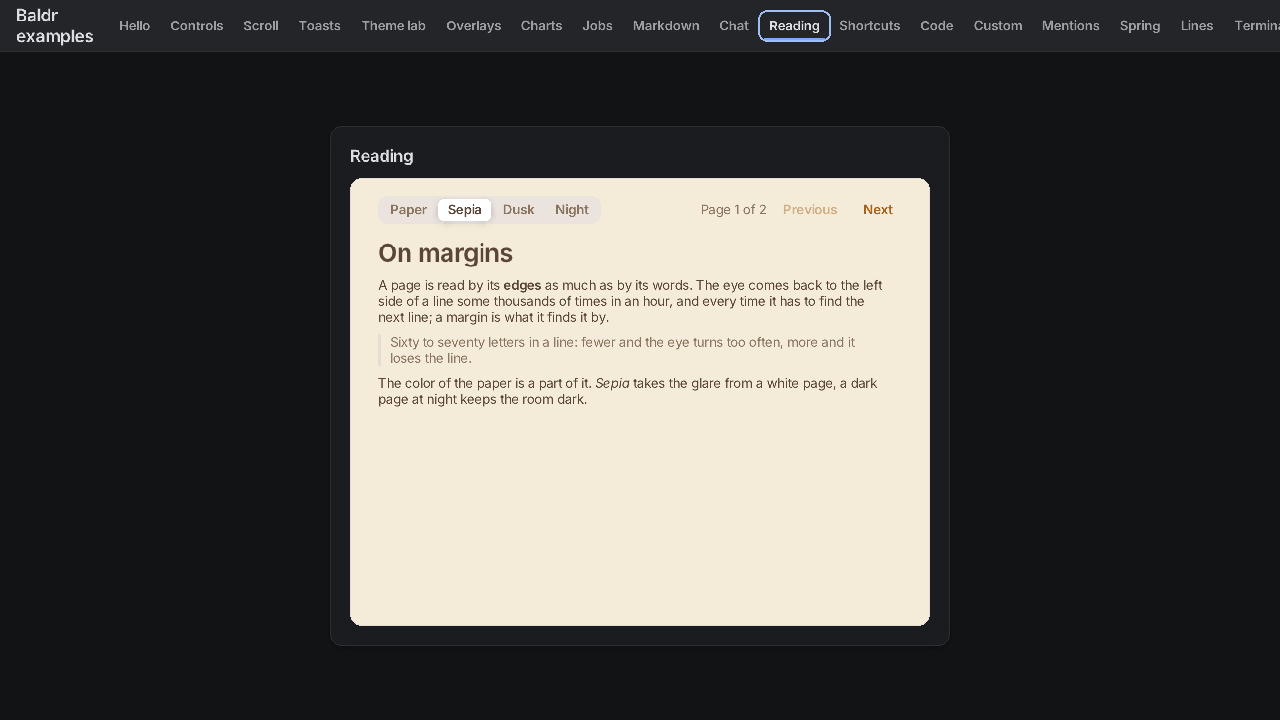 Baldr examples
Hello Controls Scroll Toasts Theme lab Overlays Charts Jobs Markdown Chat Reading Shortcuts Code Custom Mentions Spring Lines
Reading
Paper Sepia Dusk Night Page 1 of 2 Previous Next
On margins
A page is read by its edges as much as by its words. The eye comes back to the left
side of a line some thousands of times in an hour, and every time it has to find the
next line; a margin is what it finds it by.
Sixty to seventy letters in a line: fewer and the eye turns too often, more and it
loses the line.
The color of the paper is a part of it. Sepia takes the glare from a white page, a dark
page at night keeps the room dark.